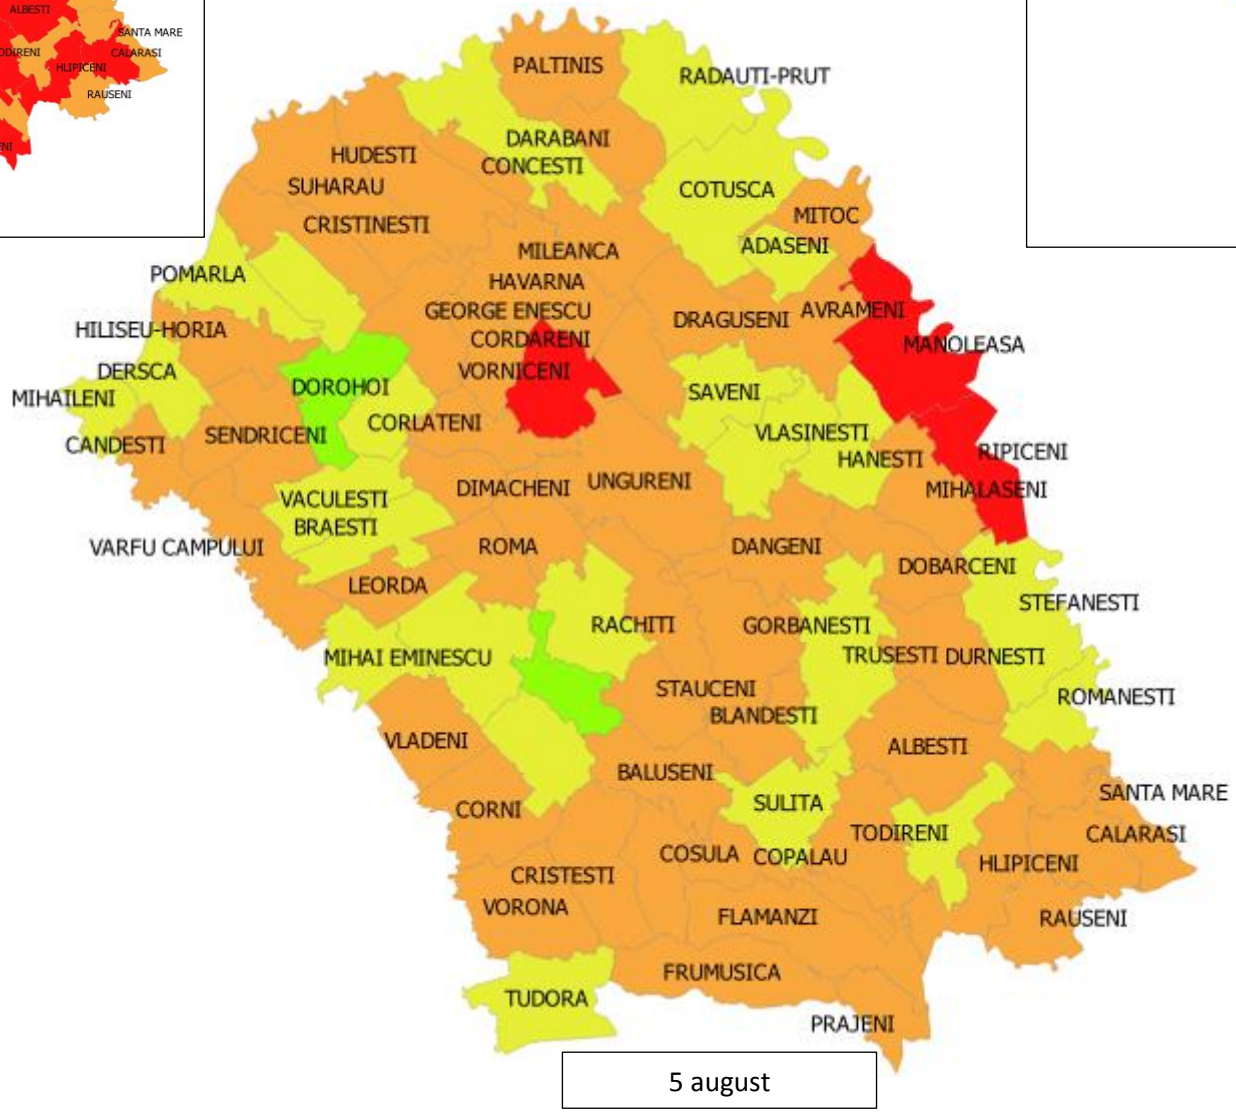 ALBESTI
SANTA MARE
CALARASI
HLIPICENI
RAUSENI
PALTINIS
RADAUTI-PRUT
DARABANI
HUDESTI
CONCESTI
SUHARAU
COTUSCA
MITOC
CRISTINESTI
ADASENI
MILEANCA
POMARLA
HAVARNA
GEORGE ENESCU
AVRAMENI
DRAGUSENI
HILISEU-HORIA
CORDARENI
MANOLEASA
DERSCA
VORNICENI
DOROHOI
SAVENI
MIHAILENI
CORLATENI
VLASINESTI
SENDRICENI
CANDESTI
RIPICENI
HANESTI
UNGURENI
DIMACHENI
MIHALASENI
VACULESTI
BRAESTI
VARFU CAMPULUI
ROMA
DANGENI
DOBARCENI
LEORDA
STEFANESTI
RACHITI
GORBANESTI
MIHAI EMINESCU
TRUSESTI
DURNESTI
STAUCENI
ROMANESTI
BLANDESTI
VLADENI
ALBESTI
BALUSENI
SANTA MARE
SULITA
CORNI
TODIRENI
CALARASI
COSULA
COPALAU
HLIPICENI
CRISTESTI
VORONA
FLAMANZI
RAUSENI
FRUMUSICA
TUDORA
PRAJENI
5 august